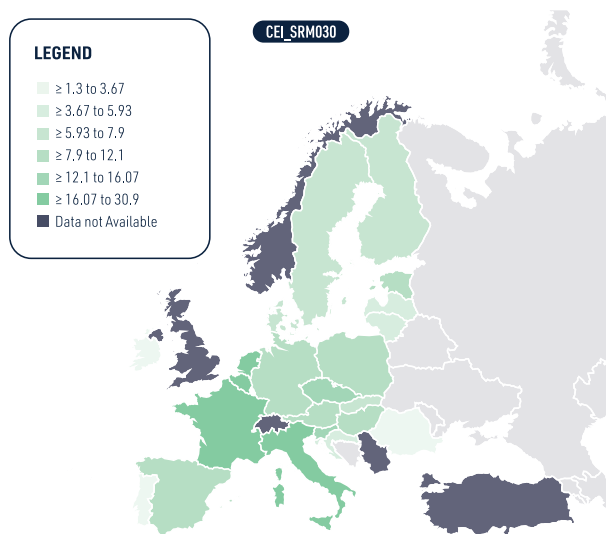 CEI_SRM030
LEGEND
≥ 1.3 to 3.67
≥ 3.67 to 5.93
≥ 5.93 to 7.9
≥ 7.9 to 12.1
≥ 12.1 to 16.07
≥ 16.07 to 30.9
Data not Available